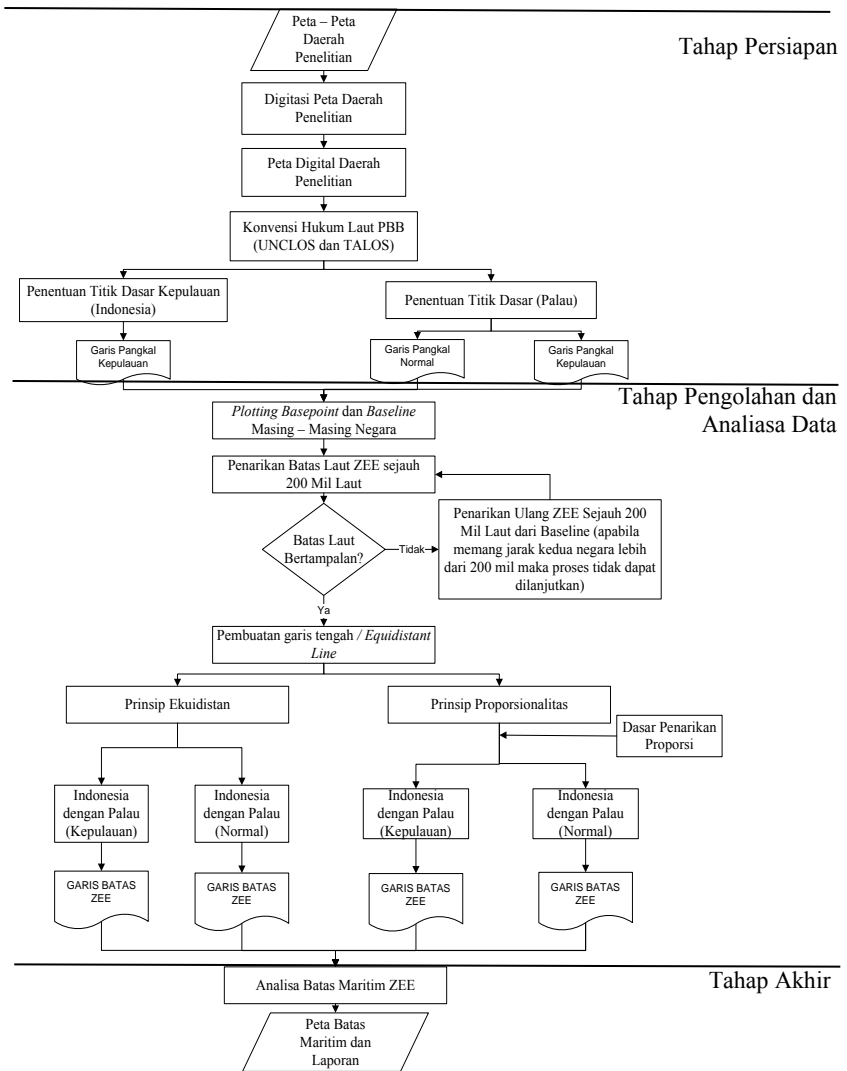 Peta – Peta
Daerah
Penelitian
Tahap Persiapan
Digitasi Peta Daerah
Penelitian
Peta Digital Daerah
Penelitian
Konvensi Hukum Laut PBB
(UNCLOS dan TALOS)
Penentuan Titik Dasar Kepulauan
(Indonesia)
Penentuan Titik Dasar (Palau)
Garis Pangkal
Kepulauan
Garis Pangkal
Normal
Garis Pangkal
Kepulauan
Tahap Pengolahan dan
Analiasa Data
Plotting Basepoint dan Baseline
Masing – Masing Negara
Penarikan Batas Laut ZEE sejauh
200 Mil Laut
Batas Laut
Bertampalan?
Tidak
Penarikan Ulang ZEE Sejauh 200
Mil Laut dari Baseline (apabila
memang jarak kedua negara lebih
dari 200 mil maka proses tidak dapat
dilanjutkan)
Ya
Pembuatan garis tengah / Equidistant
Line
Prinsip Ekuidistan
Prinsip Proporsionalitas
Dasar Penarikan
Proporsi
Indonesia
dengan Palau
(Kepulauan)
Indonesia
dengan Palau
(Normal)
Indonesia
dengan Palau
(Kepulauan)
Indonesia
dengan Palau
(Normal)
GARIS BATAS
ZEE
GARIS BATAS
ZEE
GARIS BATAS
ZEE
GARIS BATAS
ZEE
Tahap Akhir
Analisa Batas Maritim ZEE
Peta Batas
Maritim dan
Laporan